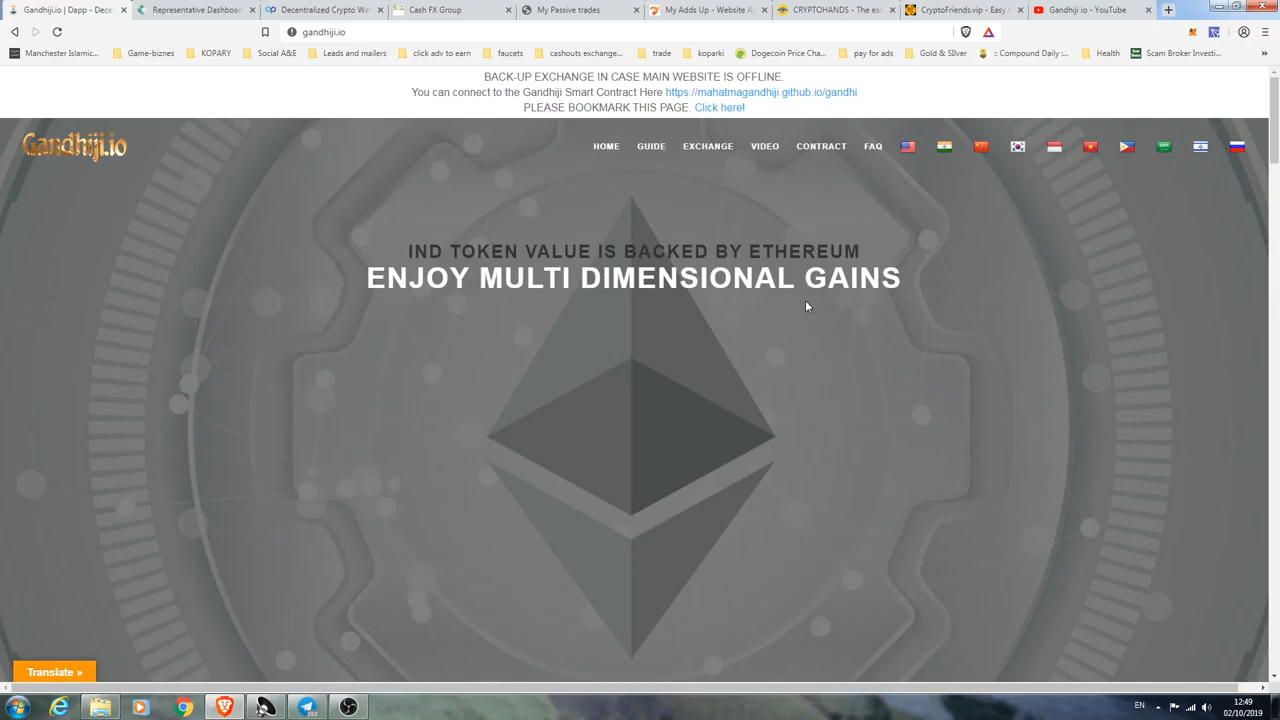 Gandhiji.io | Dapp - Dece
Representative Dashboar
Decentralized Crypto Wa
Cash FX Group
My Passive trades
My Adds Up - Website A
CRYPTOHANDS - The ea
CryptoFriends.vip - Easy
Gandhiji io - YouTube
gandhiji.io
Manchester Islamic...
Game-biznes
KOPARY
Social A&E
Leads and mailers
click adv to earn
faucets
cashouts exchange...
trade
koparki
Dogecoin Price Cha...
pay for ads
Gold & SIlver
:: Compound Daily :...
Health
Scam Broker Investi...
BACK-UP EXCHANGE IN CASE MAIN WEBSITE IS OFFLINE.
You can connect to the Gandhiji Smart Contract Here https://mahatmagandhiji.github.io/gandhi
PLEASE BOOKMARK THIS PAGE. Click here!
Gandhiji.io
HOME GUIDE EXCHANGE VIDEO CONTRACT FAQ
IND TOKEN VALUE IS BACKED BY ETHEREUM
ENJOY MULTI DIMENSIONAL GAINS
Translate »
EN
12:49
02/10/2019